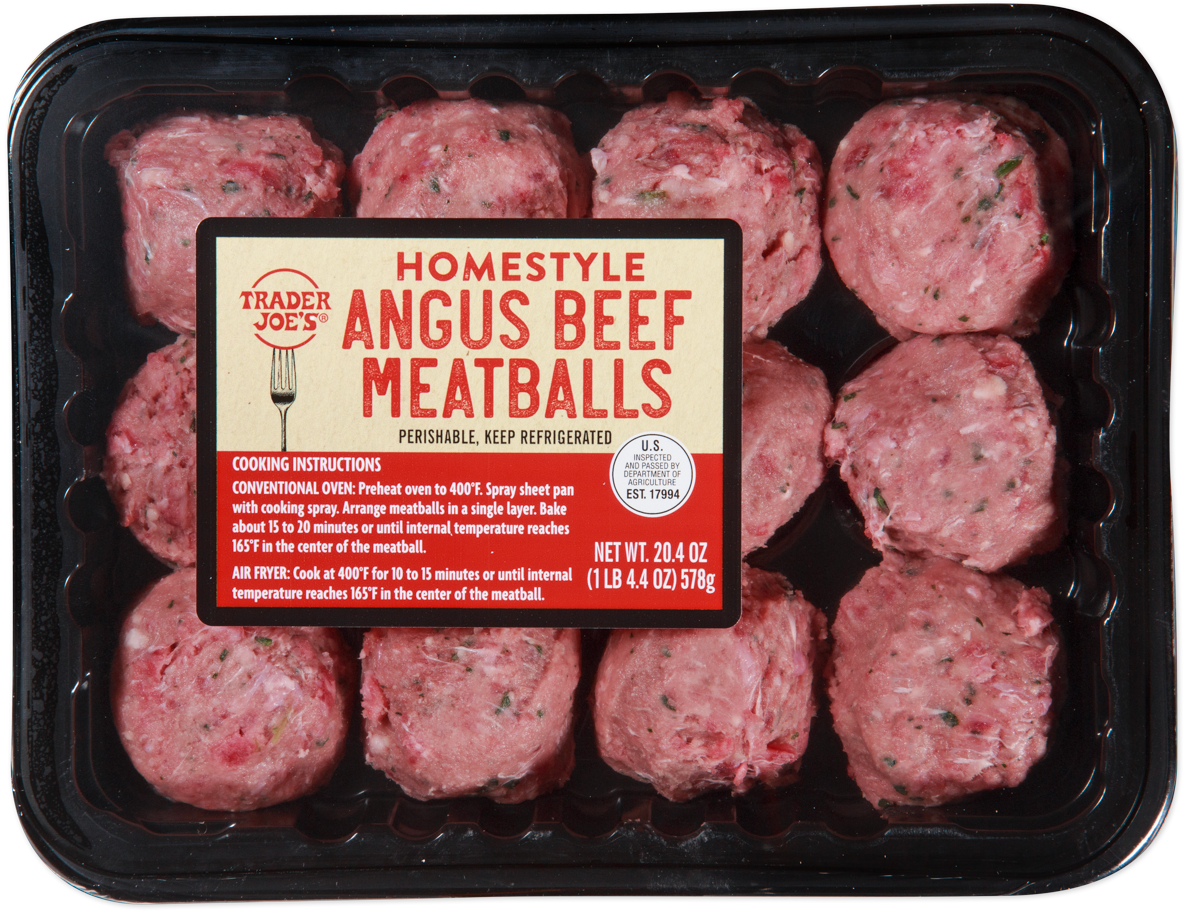 HOMESTYLE
ANGUS BEEF
MEATBALLS
TRADER
JOE'S®
PERISHABLE, KEEP REFRIGERATED
U.S.
INSPECTED
AND PASSED BY
DEPARTMENT OF
AGRICULTURE
EST. 17994
COOKING INSTRUCTIONS
CONVENTIONAL OVEN: Preheat oven to 400°F. Spray sheet pan
with cooking spray. Arrange meatballs in a single layer. Bake
about 15 to 20 minutes or until internal temperature reaches
165°F in the center of the meatball.
AIR FRYER: Cook at 400°F for 10 to 15 minutes or until internal
temperature reaches 165°F in the center of the meatball.
NET WT. 20.4 OZ
(1 LB 4.4 OZ) 578g